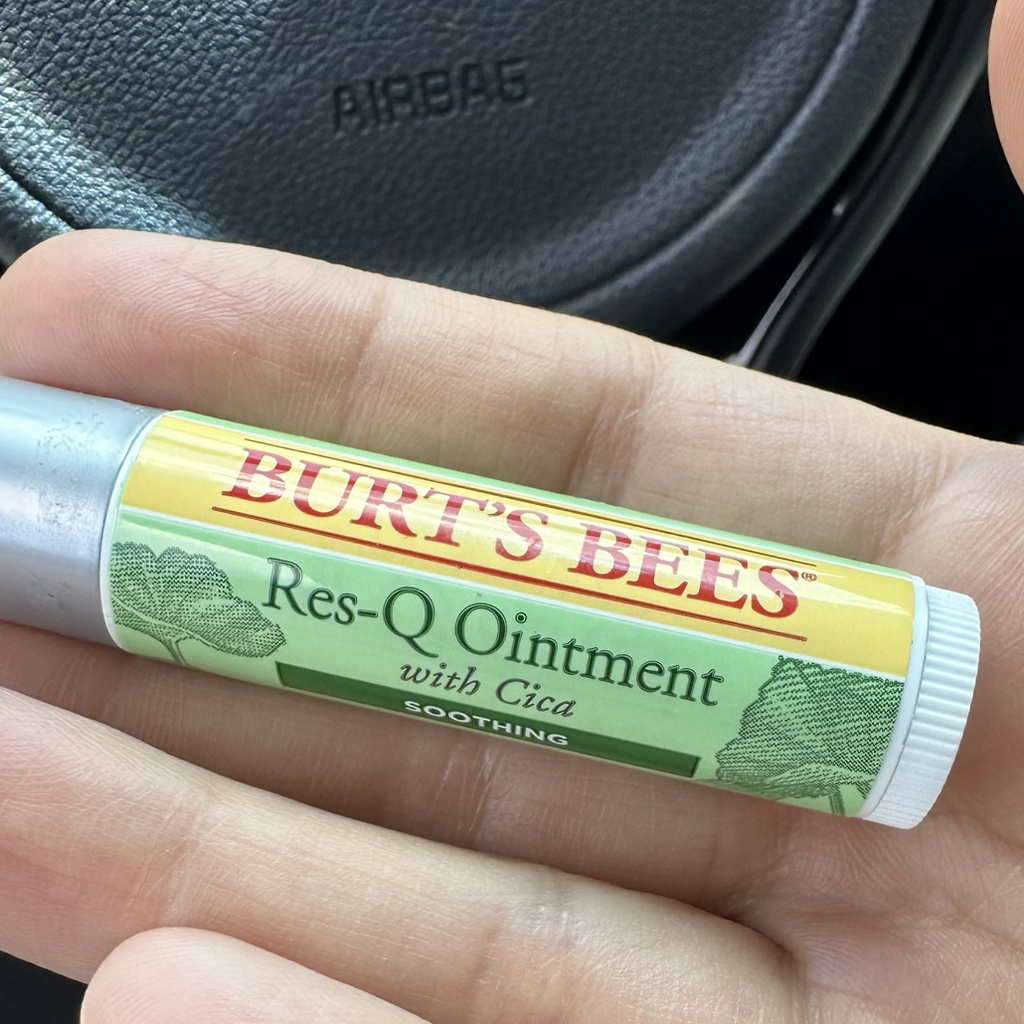 AIRBAG
BURT'S BEES®
Res-Q Ointment
with Cica
SOOTHING